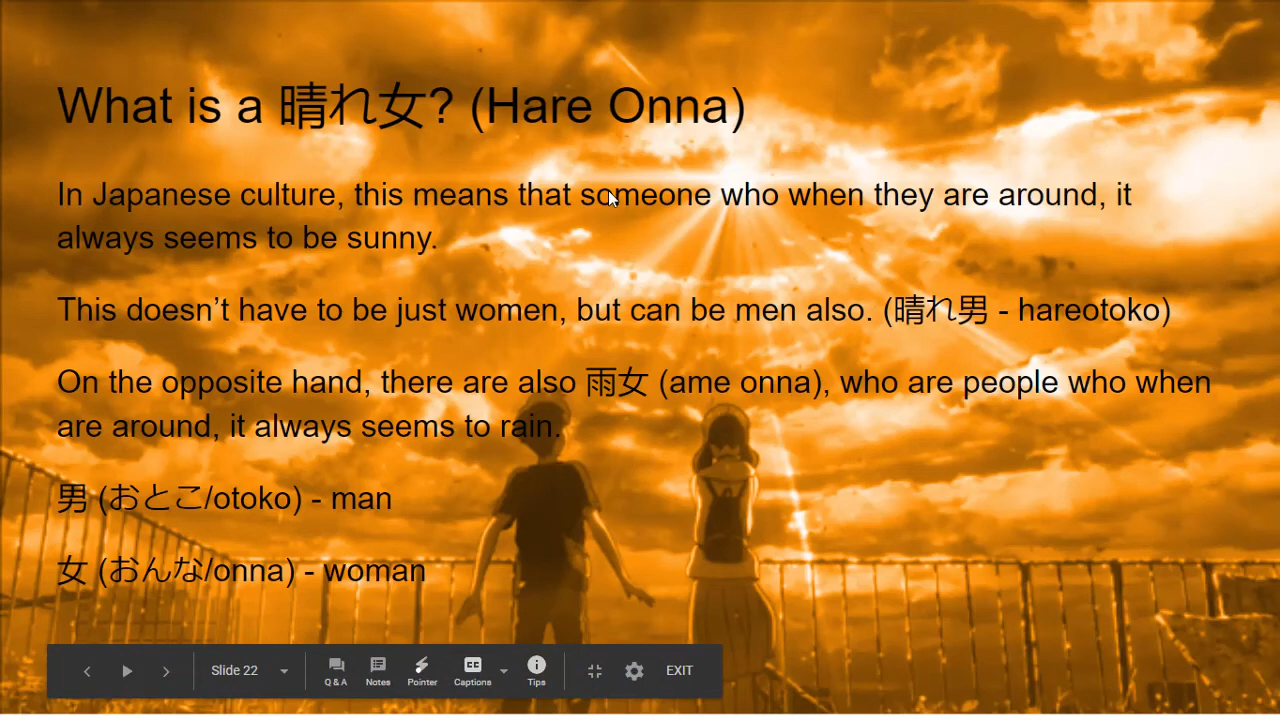 What is a 晴れ女? (Hare Onna)
In Japanese culture, this means that someone who when they are around, it
always seems to be sunny.
This doesn’t have to be just women, but can be men also. (晴れ男 - hareotoko)
On the opposite hand, there are also 雨女 (ame onna), who are people who when
are around, it always seems to rain.
男 (おとこ/otoko) - man
女 (おんな/onna) - woman
Slide 22
Q & A
Notes
Pointer
CC
Captions
Tips
EXIT